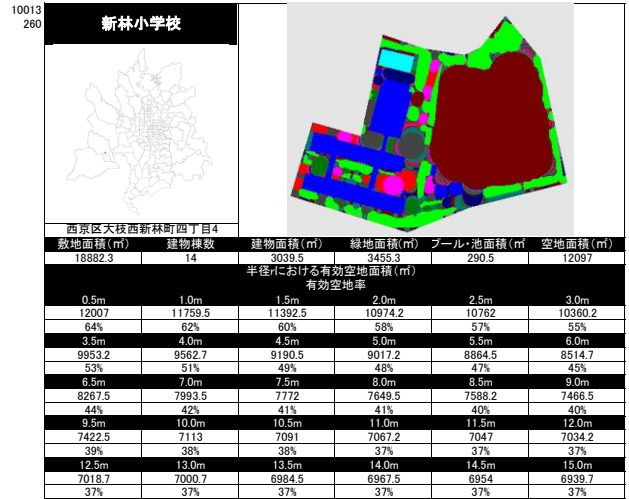 10013
260
新林小学校
西京区大枝西新林町四丁目4
敷地面積(㎡) 建物棟数 建物面積(㎡) 緑地面積(㎡) プール・池面積(㎡ 空地面積(㎡)
18882.3 14 3039.5 3455.3 290.5 12097
半径rにおける有効空地面積(㎡)
有効空地率
0.5m 1.0m 1.5m 2.0m 2.5m 3.0m
12007 11759.5 11392.5 10974.2 10762 10360.2
64% 62% 60% 58% 57% 55%
3.5m 4.0m 4.5m 5.0m 5.5m 6.0m
9953.2 9562.7 9190.5 9017.2 8864.5 8514.7
53% 51% 49% 48% 47% 45%
6.5m 7.0m 7.5m 8.0m 8.5m 9.0m
8267.5 7993.5 7772 7649.5 7588.2 7466.5
44% 42% 41% 41% 40% 40%
9.5m 10.0m 10.5m 11.0m 11.5m 12.0m
7422.5 7113 7091 7067.2 7047 7034.2
39% 38% 38% 37% 37% 37%
12.5m 13.0m 13.5m 14.0m 14.5m 15.0m
7018.7 7000.7 6984.5 6967.5 6954 6939.7
37% 37% 37% 37% 37% 37%